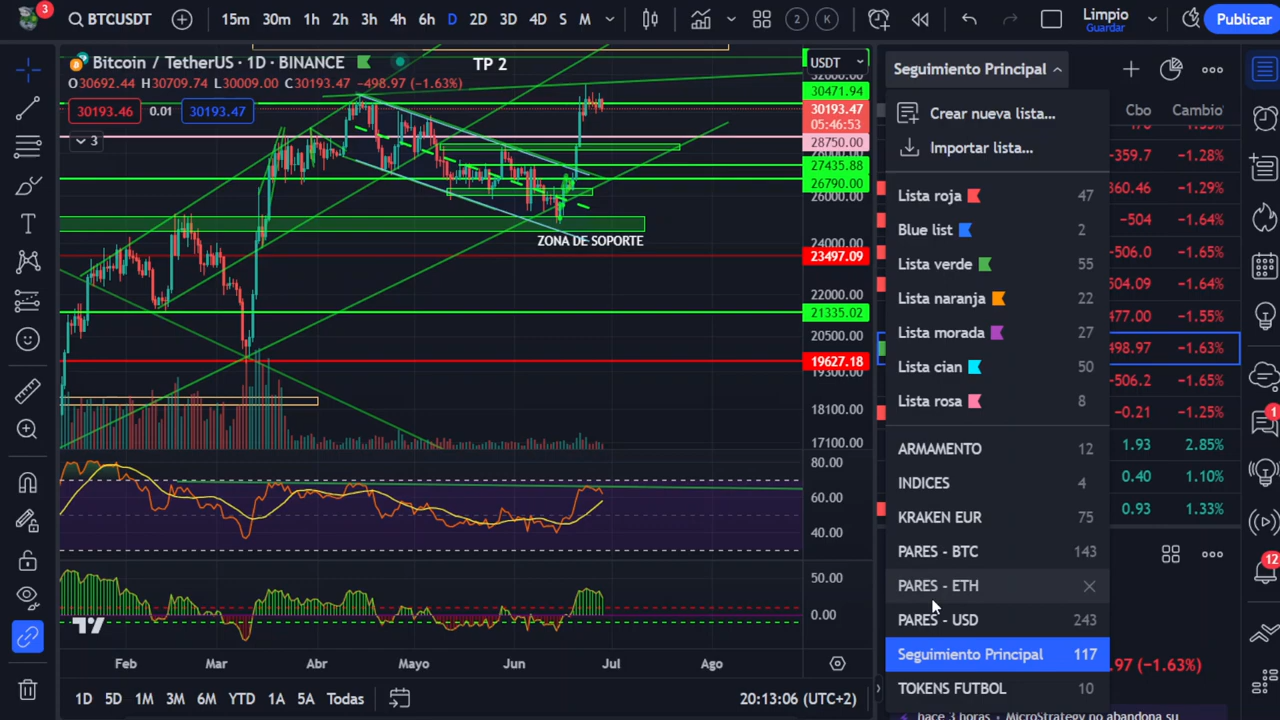 3
BTCUSDT 15m 30m 1h 2h 3h 4h 6h D 2D 3D 4D S M 2 K Limpio Guardar Publicar
Bitcoin / TetherUS · 1D · BINANCE
O30692.44 H30709.74 L30009.00 C30193.47 −498.97 (−1.63%)
30193.46 0.01 30193.47
3
TP 2
ZONA DE SOPORTE
USDT
32000.00
30471.94
30193.47
05:46:53
28750.00
27435.88
26790.00
26000.00
24000.00
23497.09
22000.00
21335.02
20500.00
19627.18
19300.00
18100.00
17100.00
80.00
60.00
40.00
50.00
0.00
Feb Mar Abr Mayo Jun Jul Ago
1D 5D 1M 3M 6M YTD 1A 5A Todas 20:13:06 (UTC+2)
Seguimiento Principal
Crear nueva lista...
Importar lista...
Lista roja 47
Blue list 2
Lista verde 55
Lista naranja 22
Lista morada 27
Lista cian 50
Lista rosa 8
ARMAMENTO 12
INDICES 4
KRAKEN EUR 75
PARES - BTC 143
PARES - ETH
PARES - USD 243
Seguimiento Principal 117
TOKENS FUTBOL 10
Cbo Cambio
-359.7 −1.28%
−1.29%
−504 −1.64%
−506.0 −1.65%
−1.64%
−1.55%
498.97 −1.63%
−506.2 −1.65%
−0.21 −1.25%
1.93 2.85%
0.40 1.10%
0.93 1.33%
(−1.63%)
hace 3 horas • MicroStrategy no abandona su
1
12